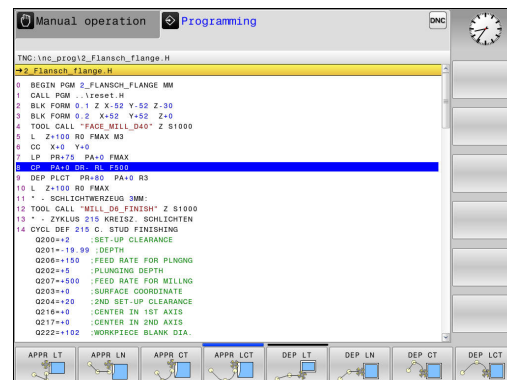 Manual operation
Programming
DNC
TNC:\nc_prog\2_Flansch_flange.H
→2_Flansch_flange.H
0 BEGIN PGM 2_FLANSCH_FLANGE MM
1 CALL PGM ..\reset.H
2 BLK FORM 0.1 Z X-52 Y-52 Z-30
3 BLK FORM 0.2 X+52 Y+52 Z+0
4 TOOL CALL "FACE_MILL_D40" Z S1000
5 L Z+100 R0 FMAX M3
6 CC X+0 Y+0
7 LP PR+75 PA+0 FMAX
8 CP PA+0 DR- RL F500
9 DEP PLCT PR+80 PA+0 R3
10 L Z+100 R0 FMAX
11 * - SCHLICHTWERZEUG 3MM:
12 TOOL CALL "MILL_D6_FINISH" Z S1000
13 * - ZYKLUS 215 KREISZ. SCHLICHTEN
14 CYCL DEF 215 C. STUD FINISHING
Q200=+2 ;SET-UP CLEARANCE
Q201=-19.99 ;DEPTH
Q206=+150 ;FEED RATE FOR PLNGNG
Q202=+5 ;PLUNGING DEPTH
Q207=+500 ;FEED RATE FOR MILLNG
Q203=+0 ;SURFACE COORDINATE
Q204=+20 ;2ND SET-UP CLEARANCE
Q216=+0 ;CENTER IN 1ST AXIS
Q217=+0 ;CENTER IN 2ND AXIS
Q222=+102 ;WORKPIECE BLANK DIA.
APPR LT
APPR LN
APPR CT
APPR LCT
DEP LT
DEP LN
DEP CT
DEP LCT